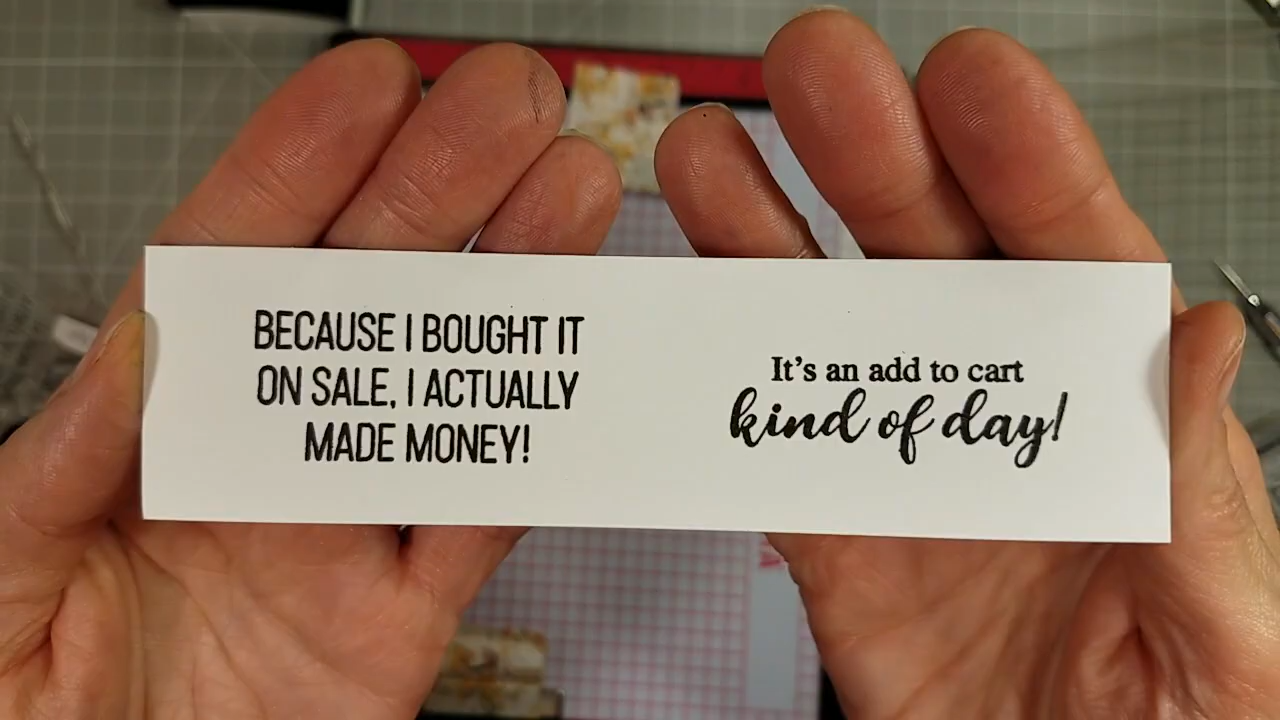 BECAUSE I BOUGHT IT
ON SALE, I ACTUALLY
MADE MONEY!
It's an add to cart
kind of day!